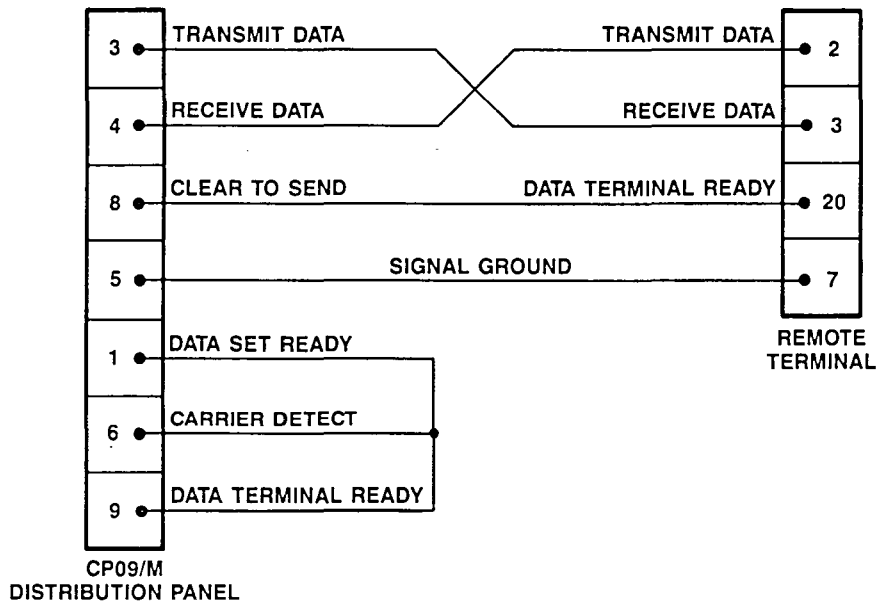 3 TRANSMIT DATA TRANSMIT DATA 2
4 RECEIVE DATA RECEIVE DATA 3
8 CLEAR TO SEND DATA TERMINAL READY 20
5 SIGNAL GROUND 7
1 DATA SET READY
6 CARRIER DETECT
9 DATA TERMINAL READY
REMOTE
TERMINAL
CP09/M
DISTRIBUTION PANEL